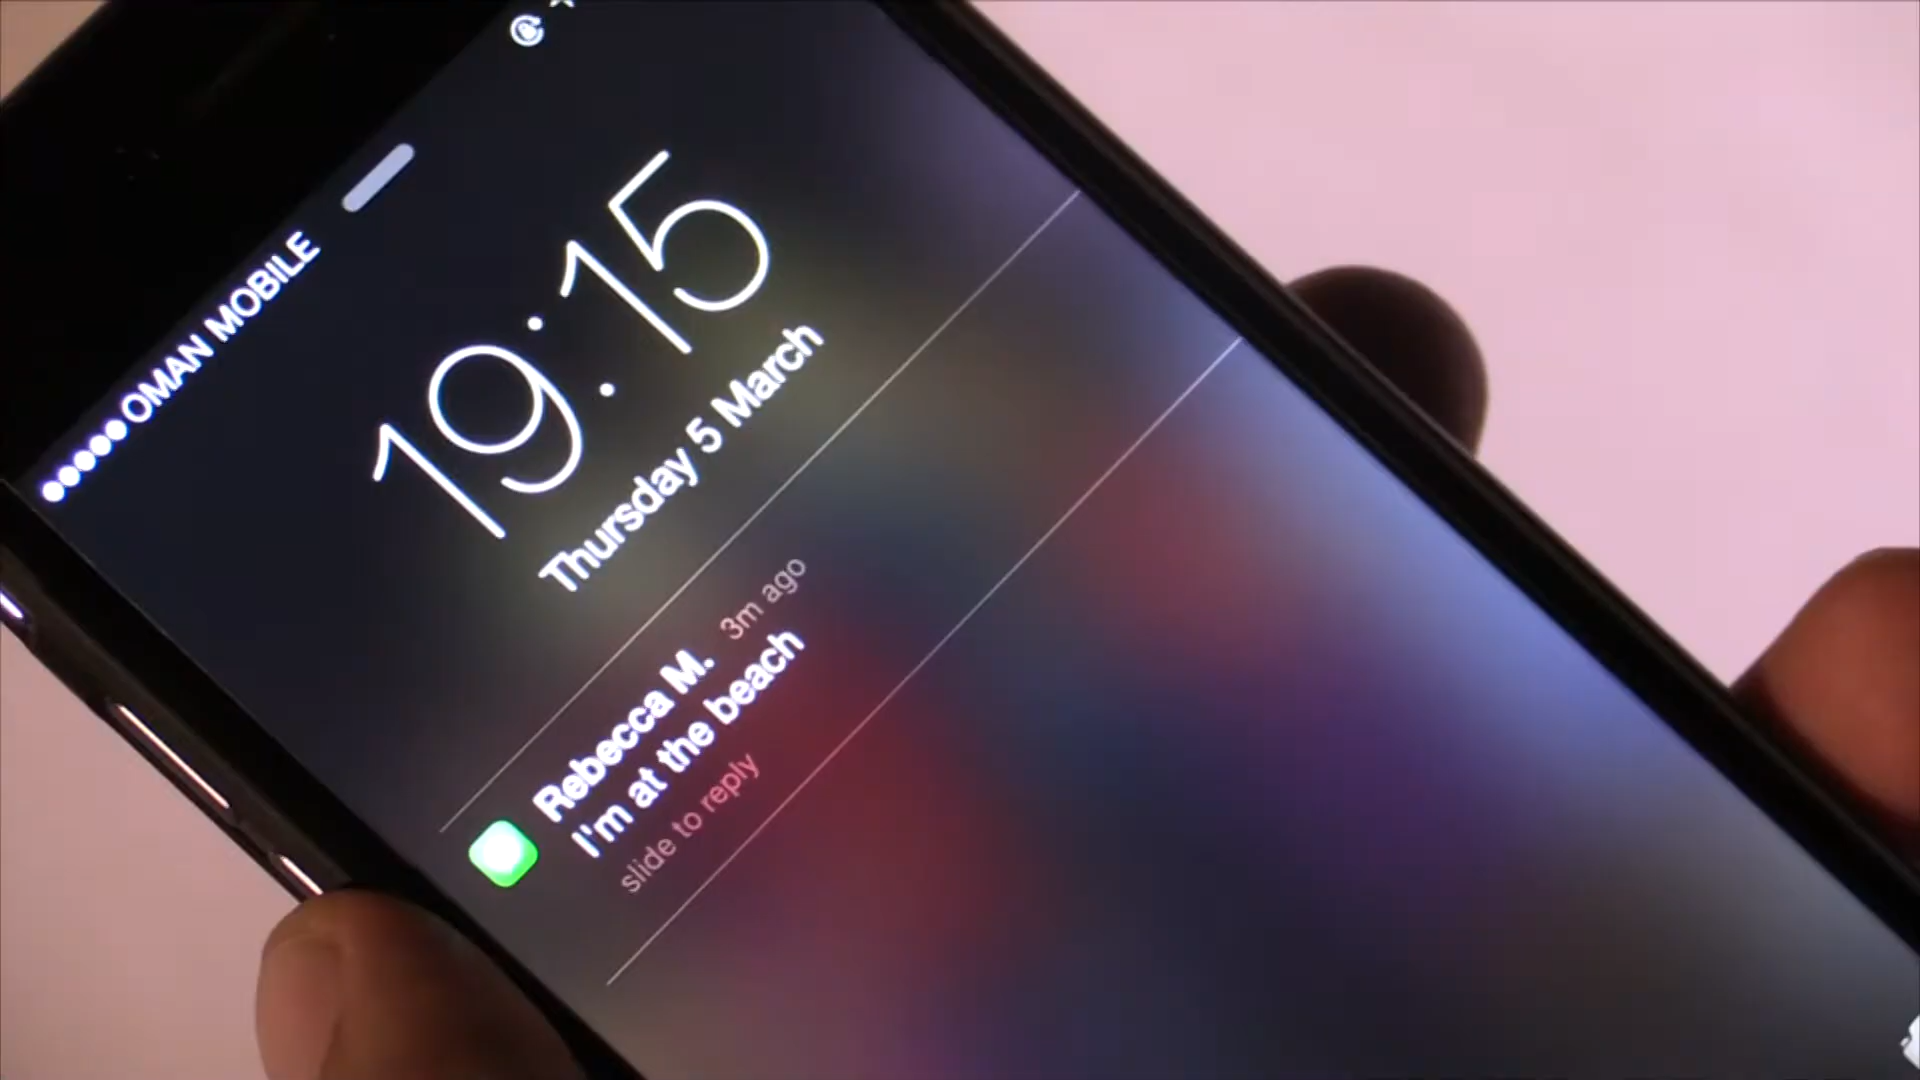 OMAN MOBILE
19:15
Thursday 5 March
Rebecca M. 3m ago
I'm at the beach
slide to reply